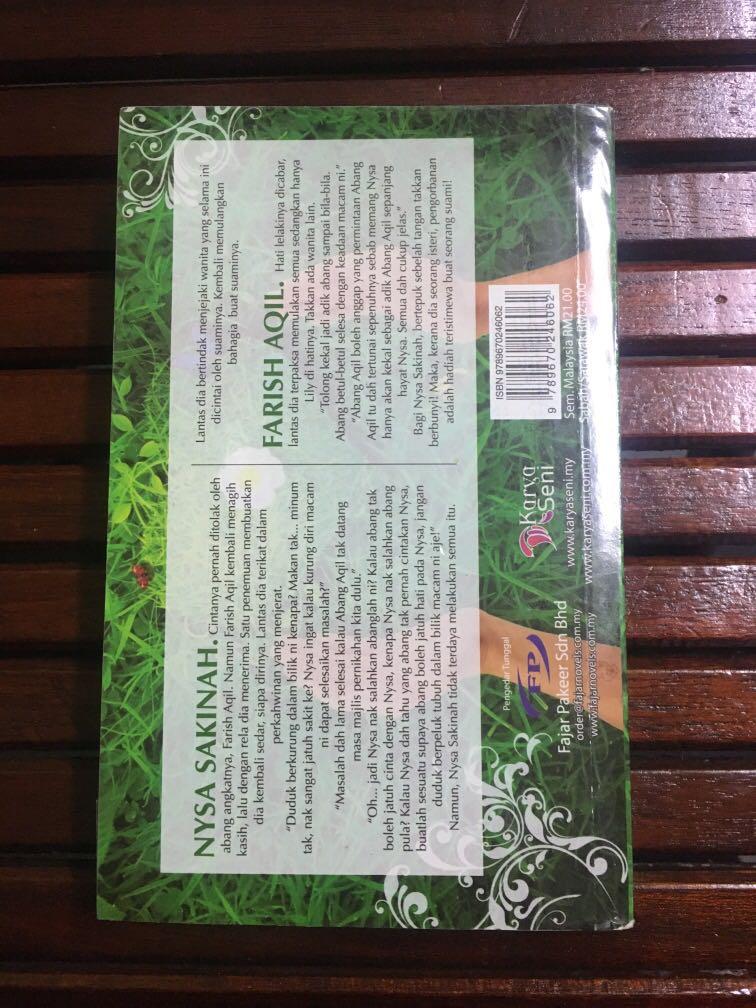 NYSA SAKINAH. Cintanya pernah ditolak oleh
abang angkatnya, Farish Aqil. Namun Farish Aqil kembali menagih
kasih, lalu dengan rela dia menerima. Satu penemuan membuatkan
dia kembali sedar, siapa dirinya. Lantas dia terikat dalam
perkahwinan yang menjerat.
"Duduk berkurung dalam bilik ni kenapa? Makan tak... minum
tak, nak sangat jatuh sakit ke? Nysa ingat kalau kurung diri macam
ni dapat selesaikan masalah?"
"Masalah dah lama selesai kalau Abang Aqil tak datang
masa majlis pernikahan kita dulu."
"Oh... jadi Nysa nak salahkan abanglah ni? Kalau abang tak
boleh jatuh cinta dengan Nysa, kenapa Nysa nak salahkan abang
pula? Kalau Nysa dah tahu yang abang tak pernah cintakan Nysa,
buatlah sesuatu supaya abang boleh jatuh hati pada Nysa, jangan
duduk berpeluk tubuh dalam bilik macam ni aje!"
Namun, Nysa Sakinah tidak terdaya melakukan semua itu.
Lantas dia bertindak menjejaki wanita yang selama ini
dicintai oleh suaminya. Kembali memulangkan
bahagia buat suaminya.
FARISH AQIL. Hati lelakinya dicabar,
lantas dia terpaksa memulakan semua sedangkan hanya
Lily di hatinya. Takkan ada wanita lain.
"Tolong kekal jadi adik abang sampai bila-bila.
Abang betul-betul selesa dengan keadaan macam ni."
"Abang Aqil boleh anggap yang permintaan Abang
Aqil tu dah tertunai sepenuhnya sebab memang Nysa
hanya akan kekal sebagai adik Abang Aqil sepanjang
hayat Nysa. Semua dah cukup jelas."
Bagi Nysa Sakinah, bertepuk sebelah tangan takkan
berbunyi! Maka, kerana dia seorang isteri, pengorbanan
adalah hadiah teristimewa buat seorang suami!
Pengedar Tunggal
FP
Fajar Pakeer Sdn Bhd
order@fajarnovels.com.my
www.fajarnovels.com.my
Karya
Seni
www.karyaseni.my
www.karyaseni.com.my
ISBN 9789670246062
9 789670 246062
Sem. Malaysia RM21.00
Sabah/Sarawak RM24.00